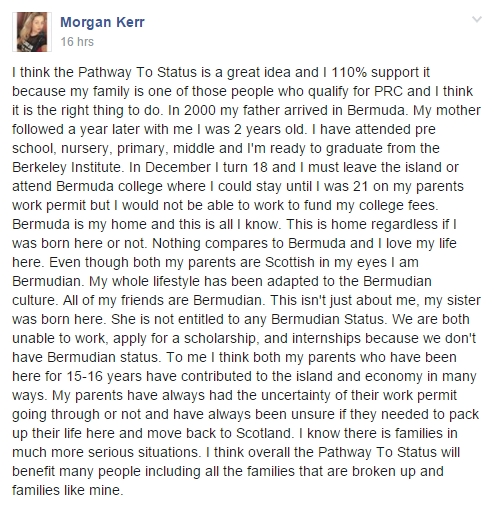 Morgan Kerr
16 hrs
I think the Pathway To Status is a great idea and I 110% support it
because my family is one of those people who qualify for PRC and I think
it is the right thing to do. In 2000 my father arrived in Bermuda. My mother
followed a year later with me I was 2 years old. I have attended pre
school, nursery, primary, middle and I'm ready to graduate from the
Berkeley Institute. In December I turn 18 and I must leave the island or
attend Bermuda college where I could stay until I was 21 on my parents
work permit but I would not be able to work to fund my college fees.
Bermuda is my home and this is all I know. This is home regardless if I
was born here or not. Nothing compares to Bermuda and I love my life
here. Even though both my parents are Scottish in my eyes I am
Bermudian. My whole lifestyle has been adapted to the Bermudian
culture. All of my friends are Bermudian. This isn't just about me, my sister
was born here. She is not entitled to any Bermudian Status. We are both
unable to work, apply for a scholarship, and internships because we don't
have Bermudian status. To me I think both my parents who have been
here for 15-16 years have contributed to the island and economy in many
ways. My parents have always had the uncertainty of their work permit
going through or not and have always been unsure if they needed to pack
up their life here and move back to Scotland. I know there is families in
much more serious situations. I think overall the Pathway To Status will
benefit many people including all the families that are broken up and
families like mine.